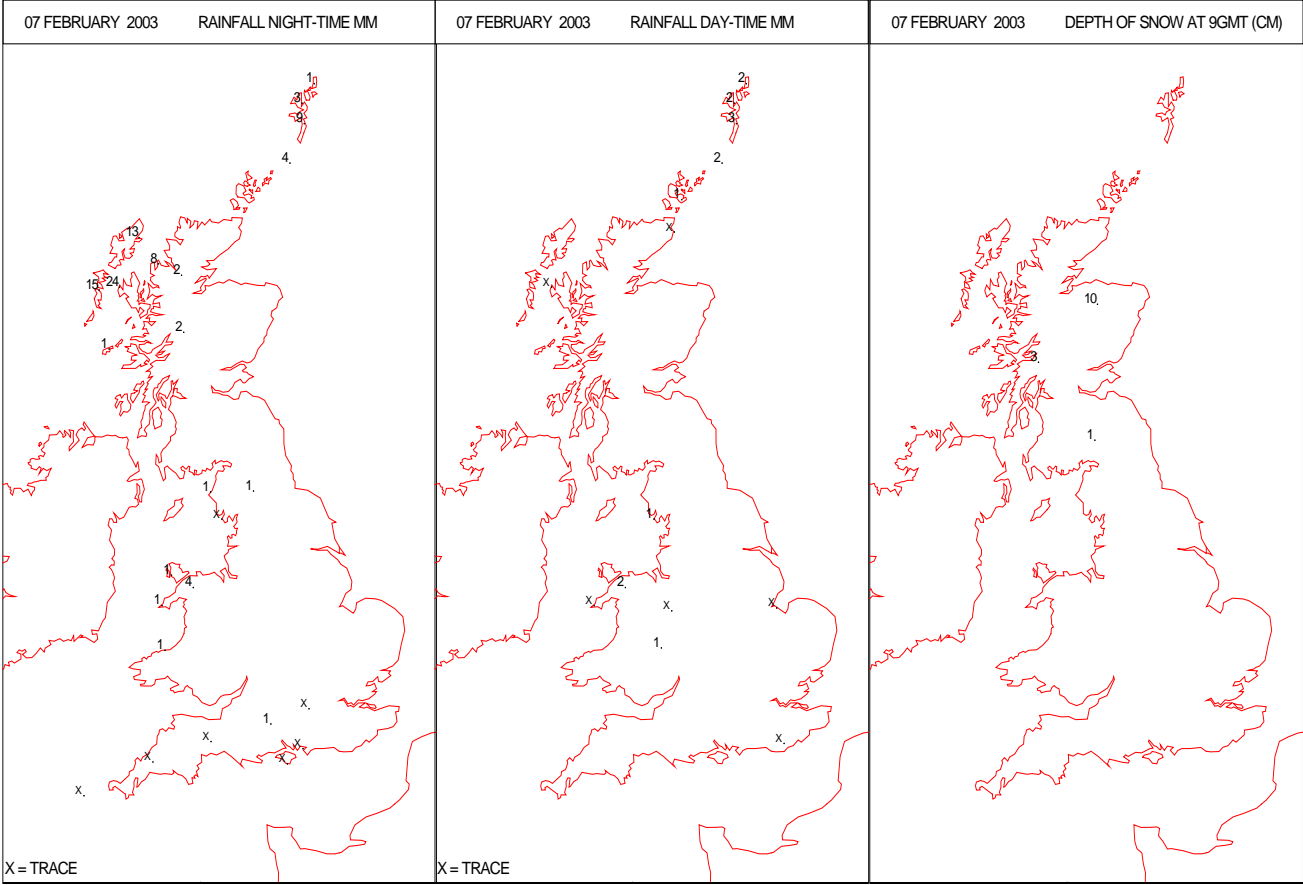 07 FEBRUARY 2003 RAINFALL NIGHT-TIME MM
1
3.
9.
4.
13
8
2.
15 24
2.
1
1 1.
X.
1
4.
1
1.
X.
1.
X.
X.
X.
X.
X.
X = TRACE
07 FEBRUARY 2003 RAINFALL DAY-TIME MM
2
2.
3.
2.
1.
X.
X.
1.
2.
X X. X.
1.
X.
X = TRACE
07 FEBRUARY 2003 DEPTH OF SNOW AT 9GMT (CM)
10.
3.
1.